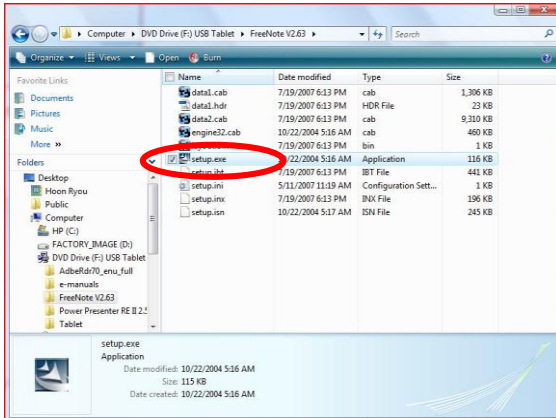 Computer ▸ DVD Drive (F:) USB Tablet ▸ FreeNote V2.63 ▸
Search
Organize Views Open Burn
Favorite Links
Documents
Pictures
Music
More »
Folders
Desktop
Hoon Ryou
Public
Computer
HP (C:)
FACTORY_IMAGE (D:)
DVD Drive (F:) USB Tablet
AdbeRdr70_enu_full
e-manuals
FreeNote V2.63
Power Presenter RE II 2.5
Tablet
Name Date modified Type Size
data1.cab 7/19/2007 6:13 PM cab 1,306 KB
data1.hdr 7/19/2007 6:13 PM HDR File 23 KB
data2.cab 7/19/2007 6:13 PM cab 9,310 KB
engine32.cab 10/22/2004 5:16 AM cab 460 KB
7/19/2007 6:13 PM bin 1 KB
setup.exe 10/22/2004 5:16 AM Application 116 KB
setup.ibt 7/19/2007 6:13 PM IBT File 441 KB
setup.ini 5/11/2007 11:19 AM Configuration Sett... 1 KB
setup.inx 7/19/2007 6:13 PM INX File 196 KB
setup.isn 10/22/2004 5:17 AM ISN File 245 KB
setup.exe
Application
Date modified: 10/22/2004 5:16 AM
Size: 115 KB
Date created: 10/22/2004 5:16 AM